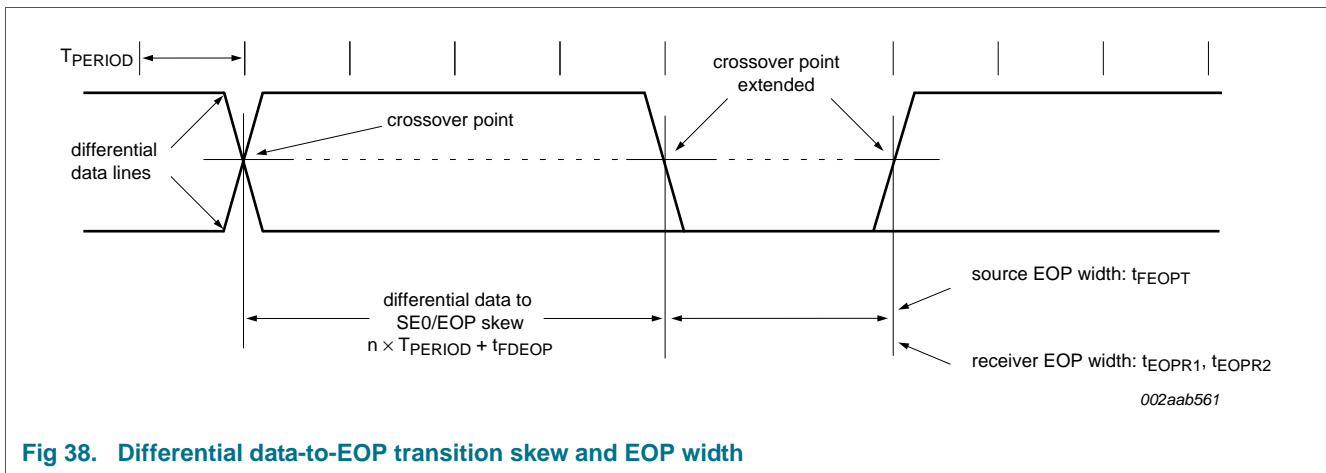 TPERIOD
crossover point
extended
crossover point
differential
data lines
differential data to
SE0/EOP skew
n × TPERIOD + tFDEOP
source EOP width: tFEOPT
receiver EOP width: tEOPR1, tEOPR2
002aab561
Fig 38. Differential data-to-EOP transition skew and EOP width